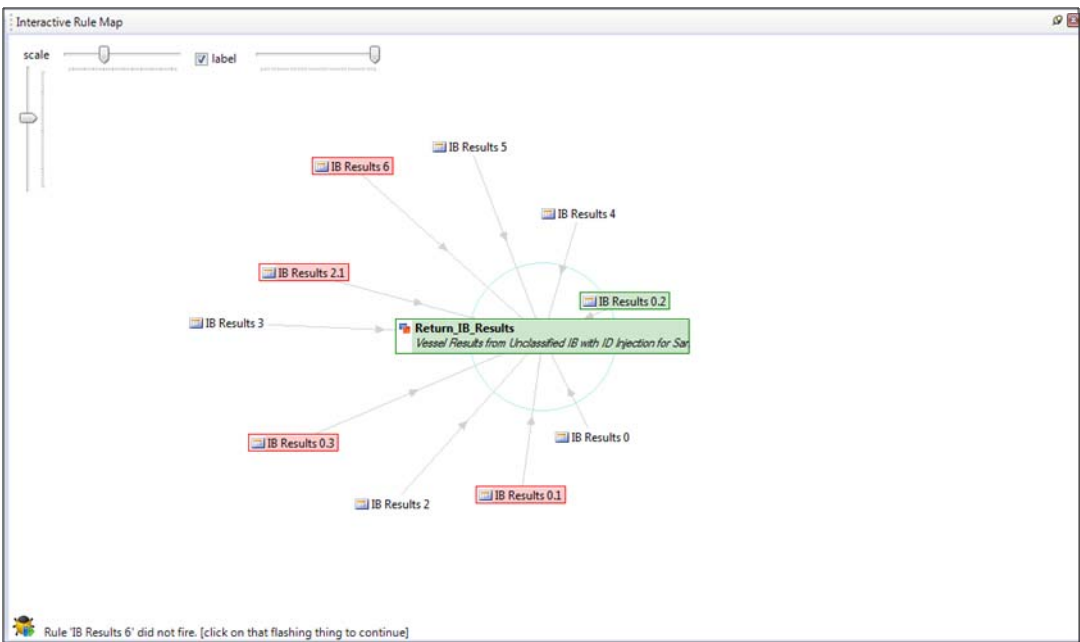 Interactive Rule Map
scale
label
IB Results 5
IB Results 6
IB Results 4
IB Results 2.1
IB Results 0.2
IB Results 3
Return_IB_Results
Vessel Results from Unclassified IB with ID Injection for Sar
IB Results 0
IB Results 0.3
IB Results 0.1
IB Results 2
Rule 'IB Results 6' did not fire. [click on that flashing thing to continue]